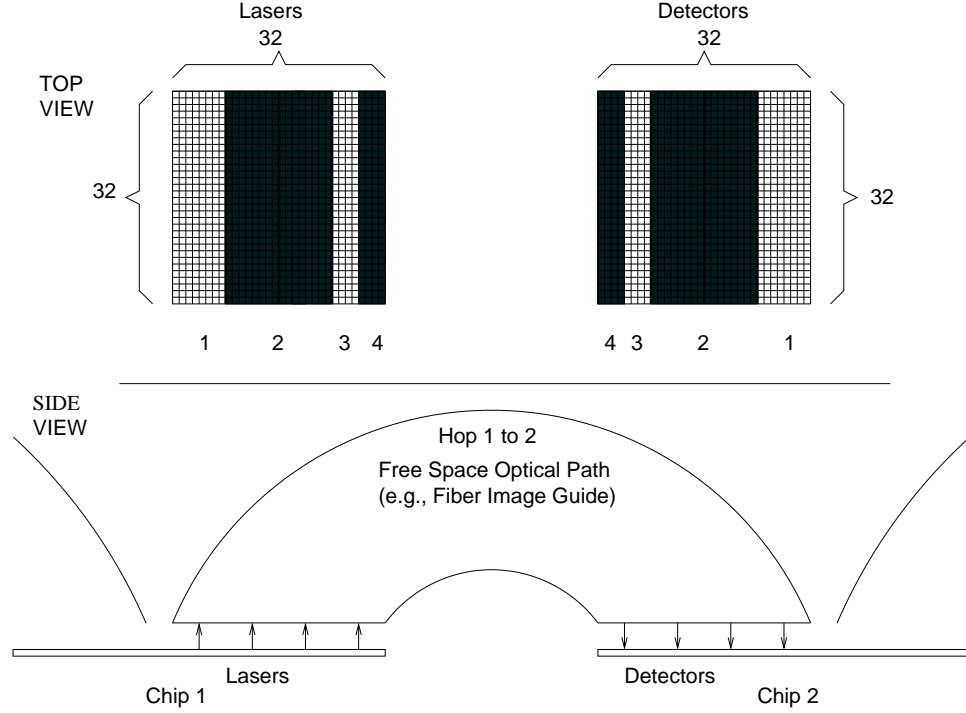 Lasers
Detectors
32
32
TOP
VIEW
32
32
1 2 3 4
4 3 2 1
SIDE
VIEW
Hop 1 to 2
Free Space Optical Path
(e.g., Fiber Image Guide)
Lasers
Detectors
Chip 1
Chip 2